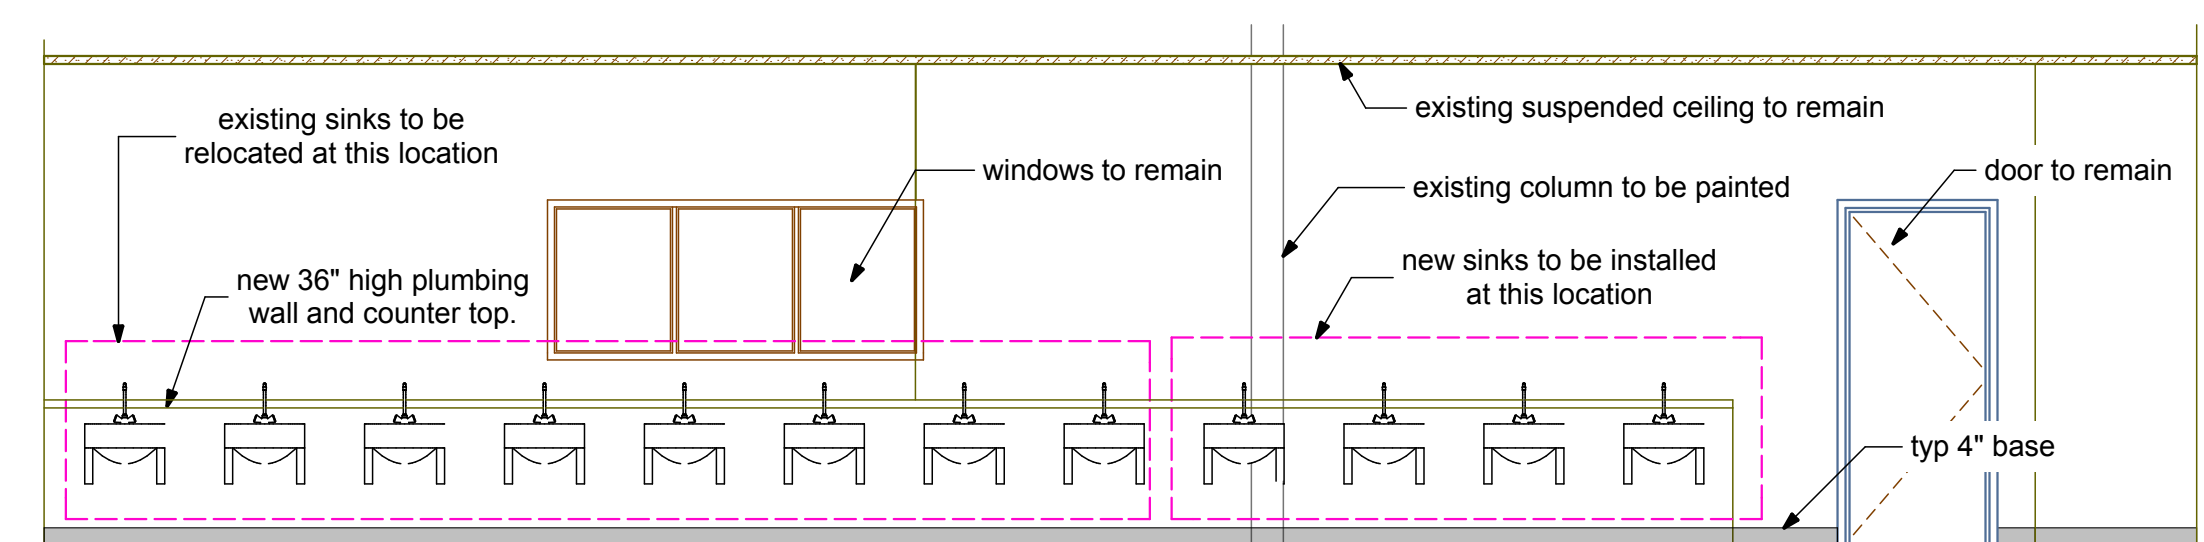 existing sinks to be
relocated at this location
new 36" high plumbing
wall and counter top.
windows to remain
existing suspended ceiling to remain
existing column to be painted
new sinks to be installed
at this location
door to remain
typ 4" base